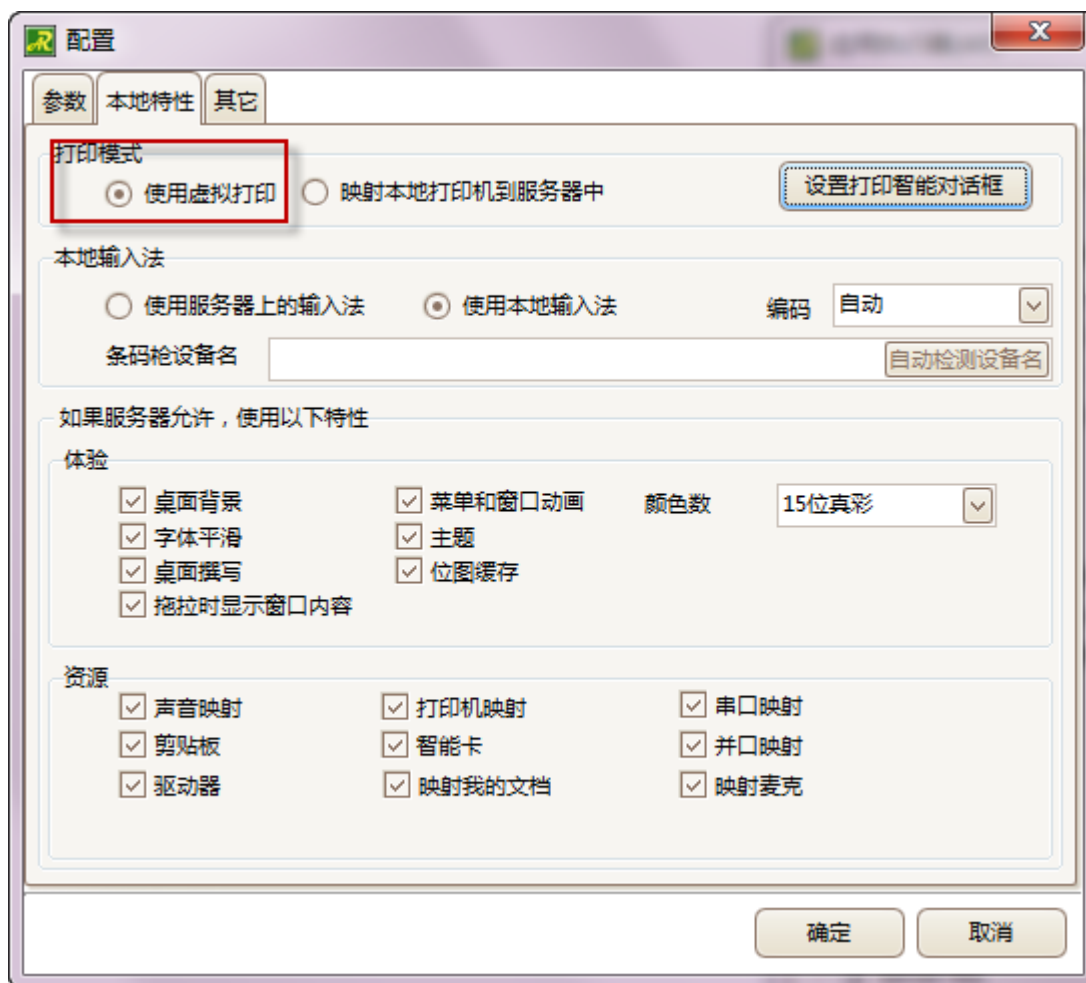 配置
参数 本地特性 其它
打印模式
使用虚拟打印 映射本地打印机到服务器中 设置打印智能对话框
本地输入法
使用服务器上的输入法 使用本地输入法 编码 自动
条码枪设备名 自动检测设备名
如果服务器允许，使用以下特性
体验
桌面背景 菜单和窗口动画 颜色数 15位真彩
字体平滑 主题
桌面撰写 位图缓存
拖拉时显示窗口内容
资源
声音映射 打印机映射 串口映射
剪贴板 智能卡 并口映射
驱动器 映射我的文档 映射麦克
确定 取消